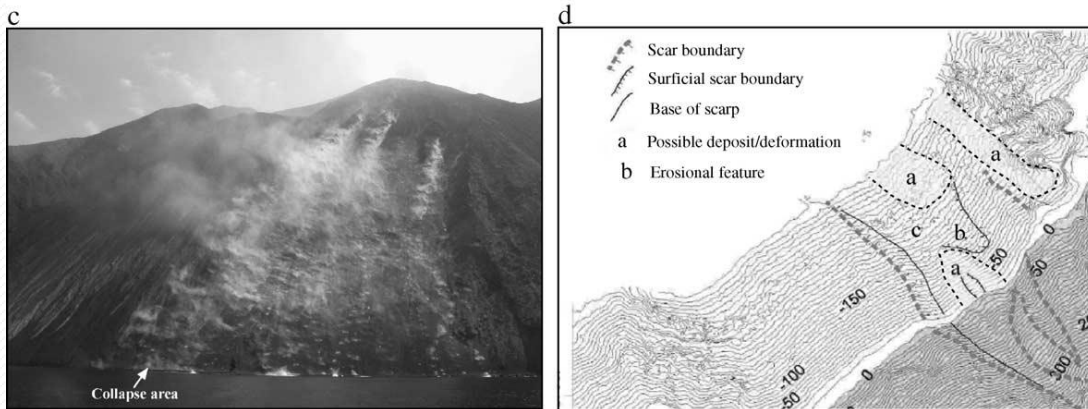 c
Collapse area
d
Scar boundary
Surficial scar boundary
Base of scarp
a Possible deposit/deformation
b Erosional feature
a
a
c
b
a
0
-50
50
-150
-100
-50
0
300